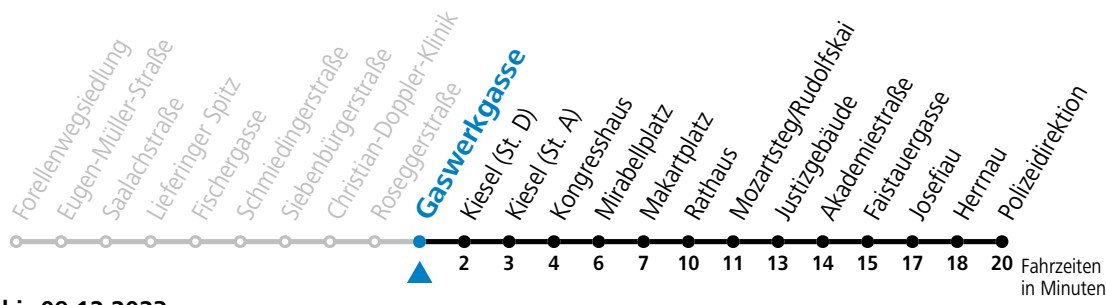 Forellenwegsiedlung
Eugen-Müller-Straße
Saalachstraße
Lieferinger Spitz
Fischergasse
Schmiedingerstraße
Siebenbürgerstraße
Christian-Doppler-Klinik
Roseggerstraße
Gaswerkgasse
Kiesel (St. D)
Kiesel (St. A)
Kongresshaus
Mirabellplatz
Makartplatz
Rathaus
Mozartsteg/Rudolfskai
Justizgebäude
Akademiestraße
Faistauergasse
Josefiau
Herrnau
Polizeidirektion
2 3 4 6 7 10 11 13 14 15 17 18 20 Fahrzeiten
in Minuten